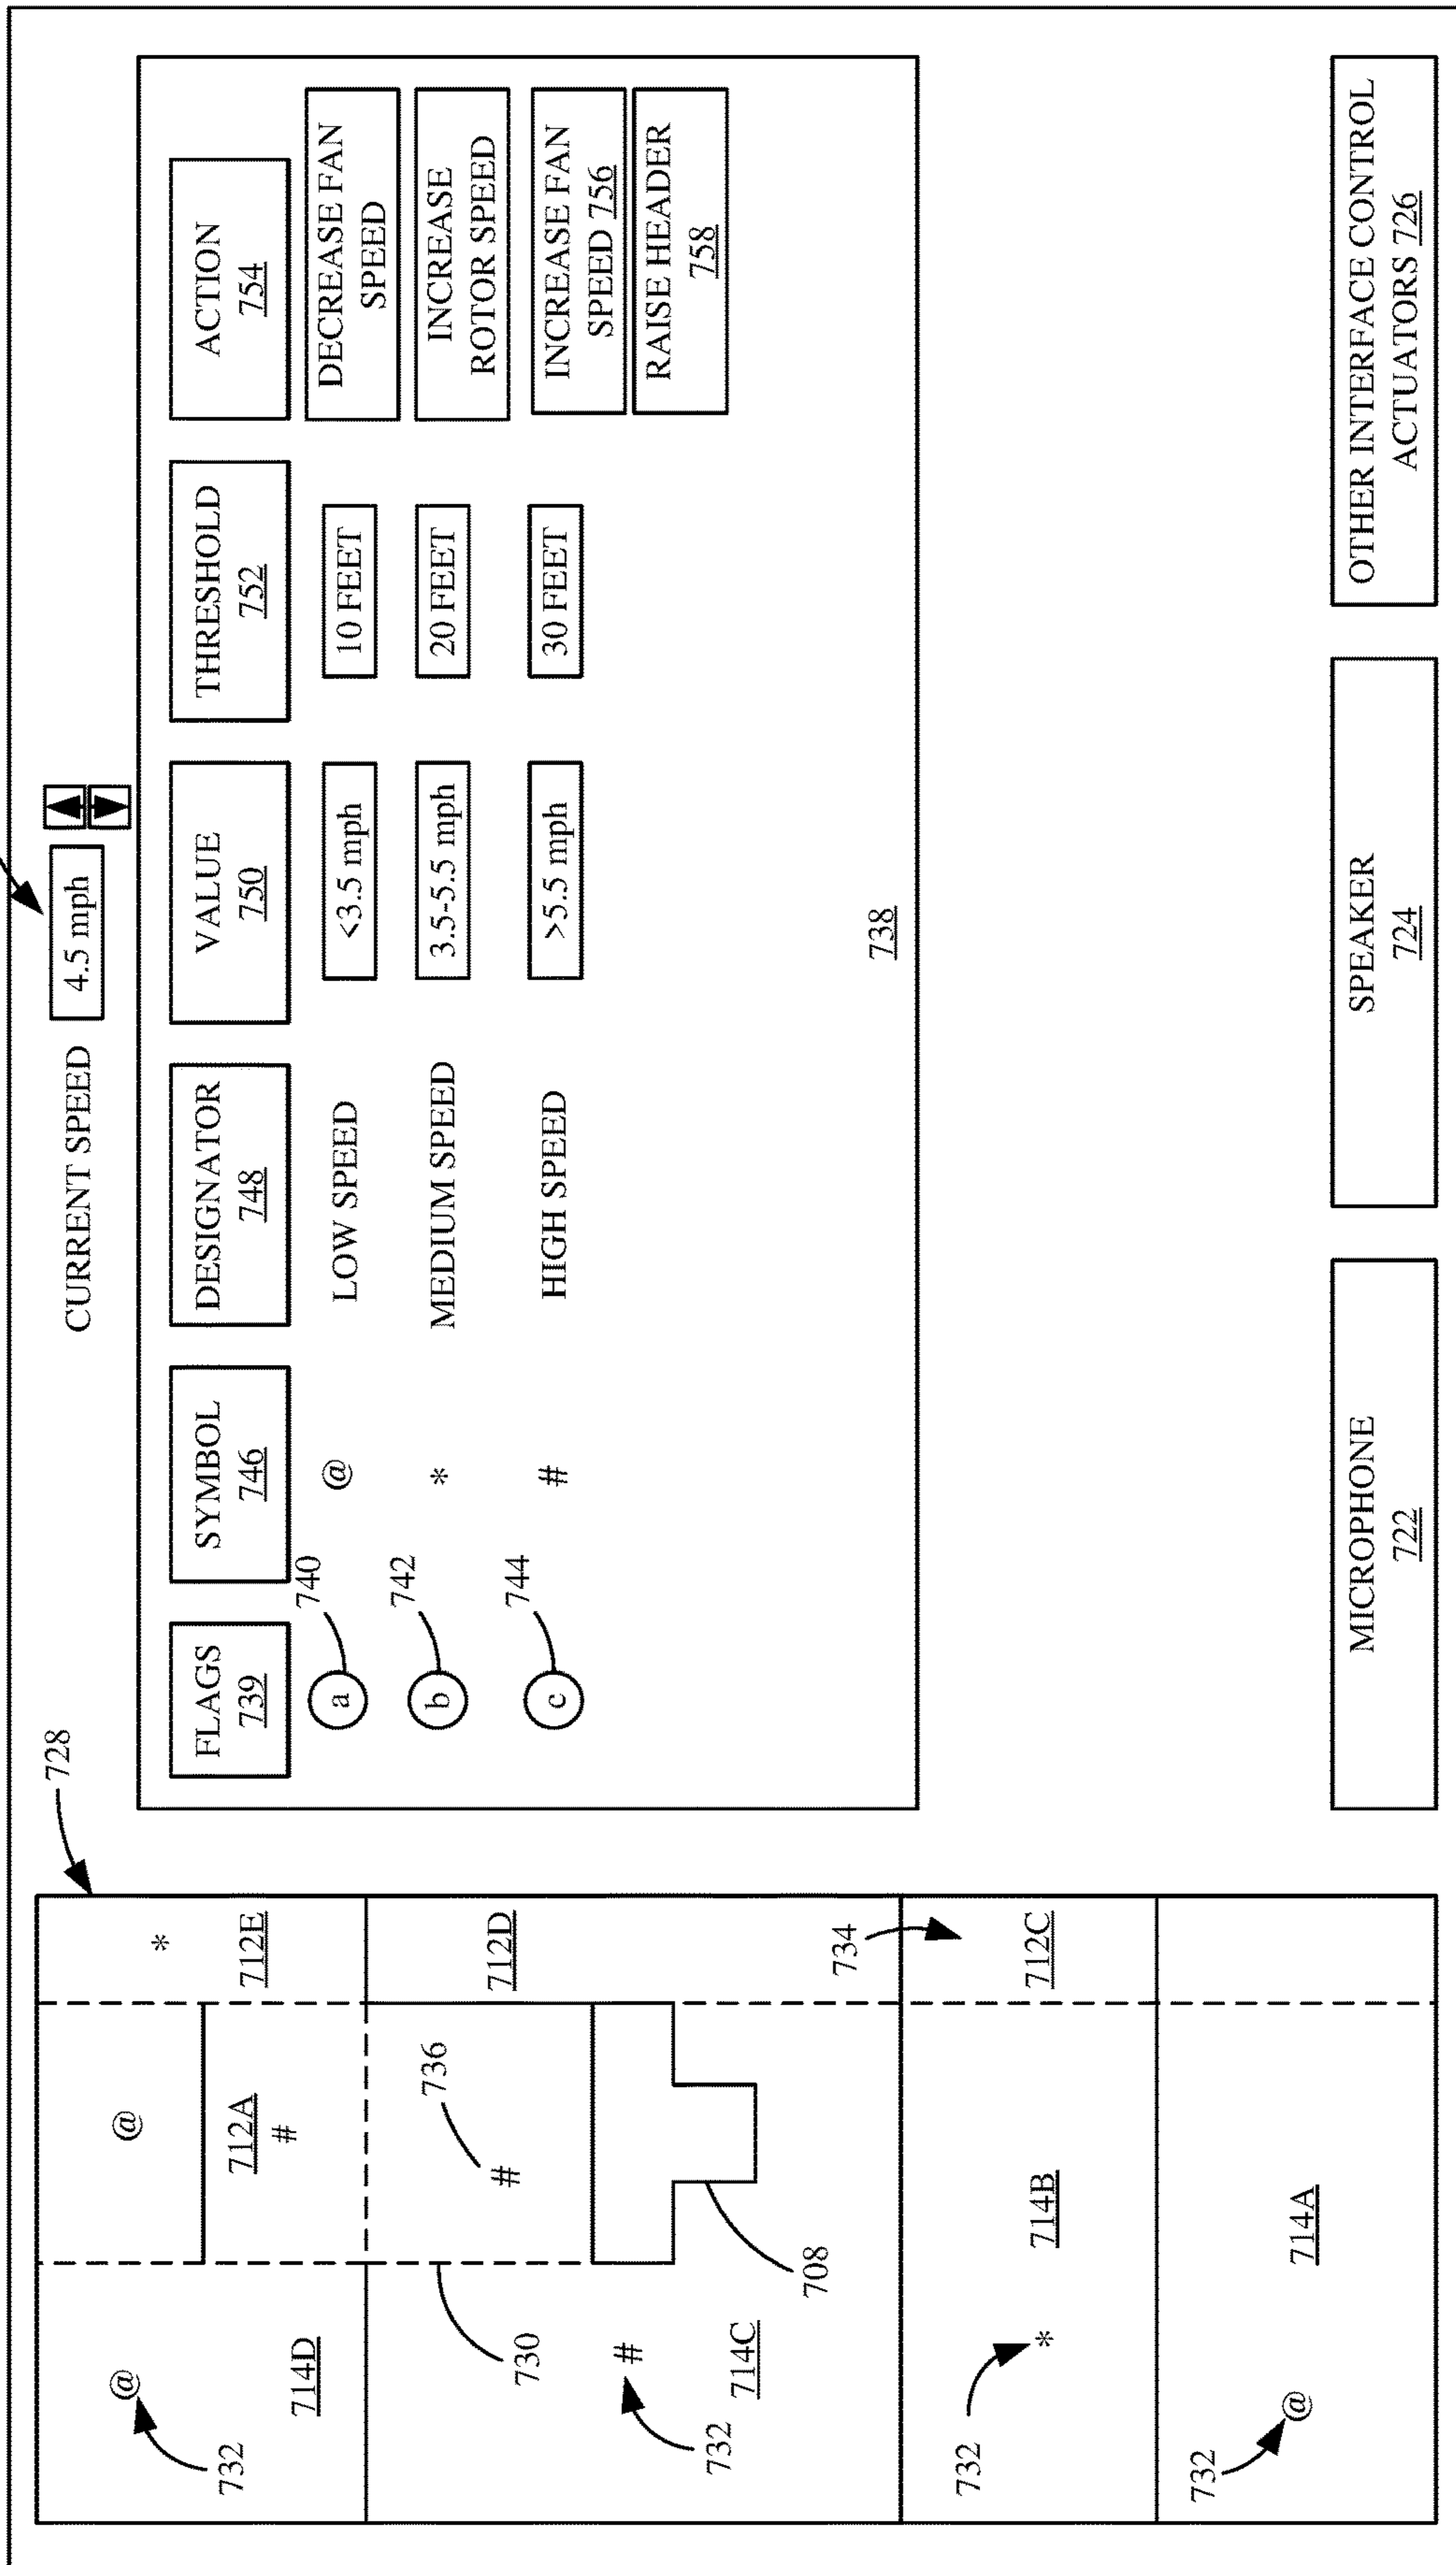 728
*
712E
@
712A
#
@
732
714D
712D
736
#
730
708
#
732
714C
734
712C
714B
*
732
714A
@
732
CURRENT SPEED
4.5 mph
FLAGS
739
SYMBOL
746
DESIGNATOR
748
VALUE
750
THRESHOLD
752
ACTION
754
a
740
@
LOW SPEED
<3.5 mph
10 FEET
DECREASE FAN
SPEED
b
742
*
MEDIUM SPEED
3.5-5.5 mph
20 FEET
INCREASE
ROTOR SPEED
c
744
#
HIGH SPEED
>5.5 mph
30 FEET
INCREASE FAN
SPEED 756
RAISE HEADER
758
738
MICROPHONE
722
SPEAKER
724
OTHER INTERFACE CONTROL
ACTUATORS 726